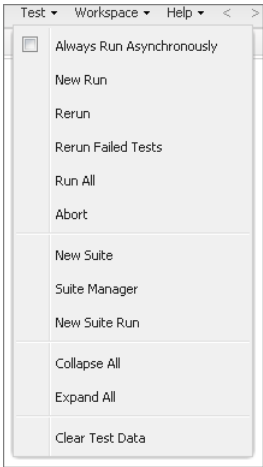 Test ▾ Workspace ▾ Help ▾ < >
Always Run Asynchronously
New Run
Rerun
Rerun Failed Tests
Run All
Abort
New Suite
Suite Manager
New Suite Run
Collapse All
Expand All
Clear Test Data